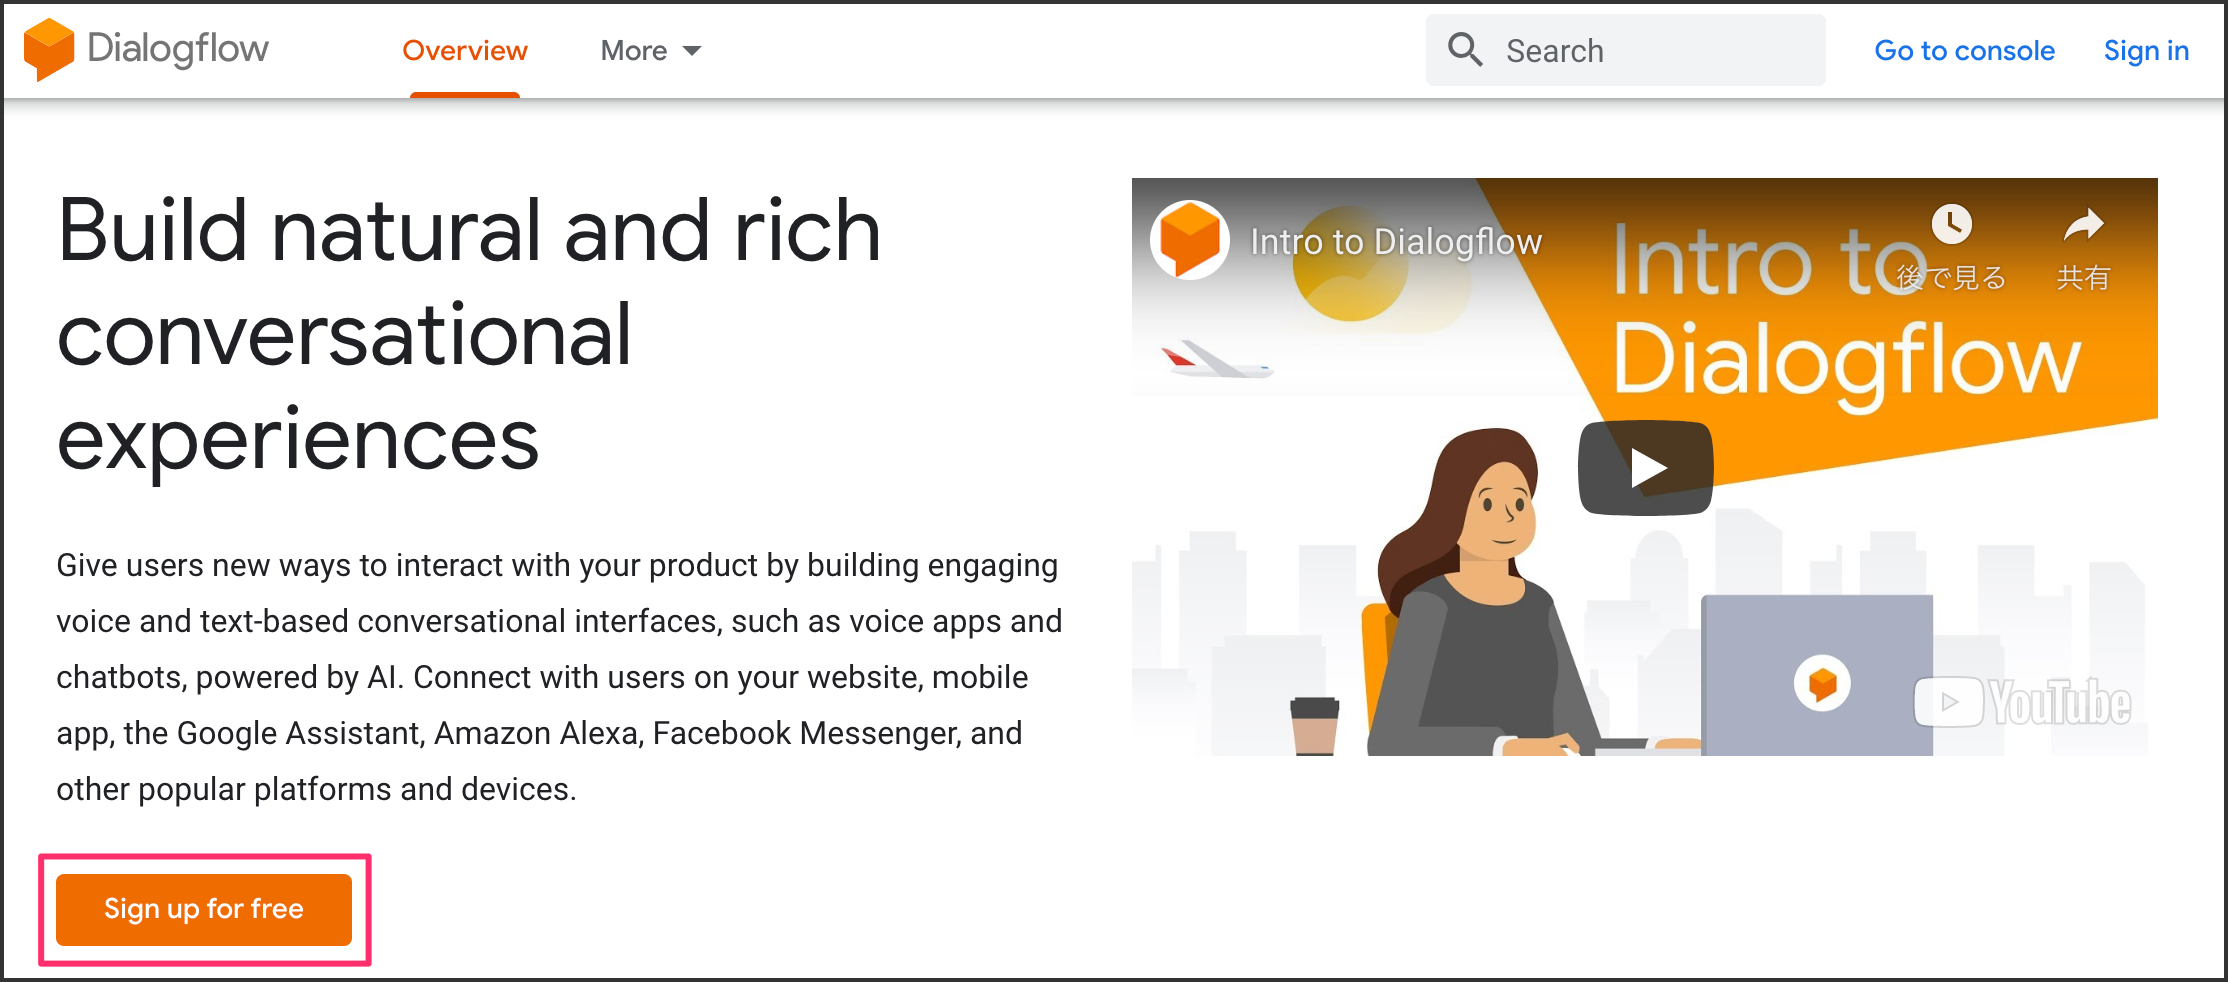 Dialogflow
Overview
More
Search
Go to console
Sign in
Build natural and rich
conversational
experiences
Give users new ways to interact with your product by building engaging
voice and text-based conversational interfaces, such as voice apps and
chatbots, powered by AI. Connect with users on your website, mobile
app, the Google Assistant, Amazon Alexa, Facebook Messenger, and
other popular platforms and devices.
Sign up for free
Intro to Dialogflow
後で見る
共有
Intro to
Dialogflow
YouTube